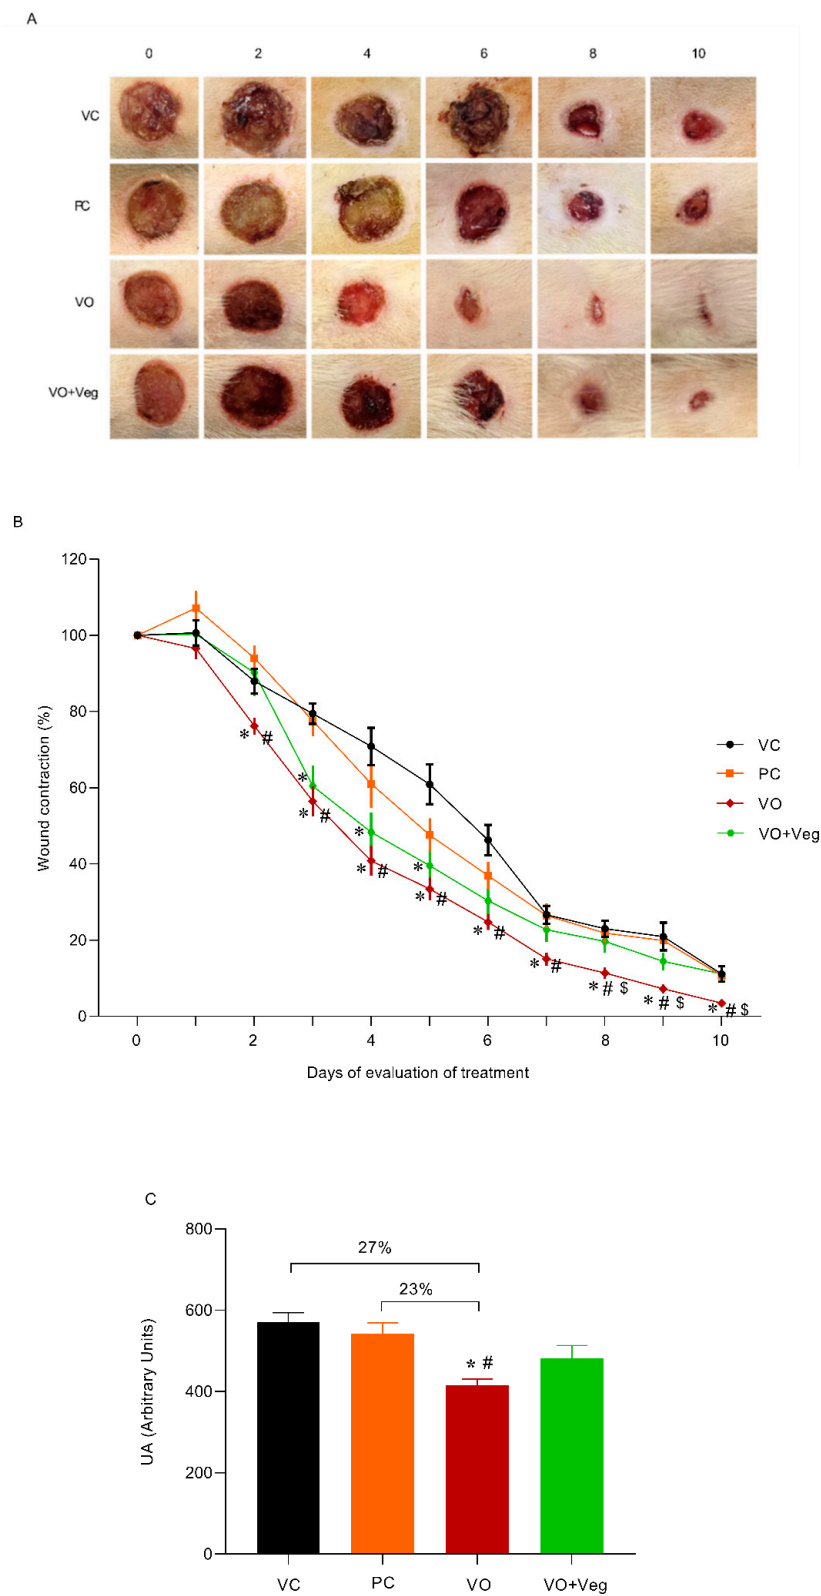 A
0 2 4 6 8 10
VC
PC
VO
VO+Veg
B
120
100
80
60
40
20
0
Wound contraction (%)
* #
*
* #
*
* #
*
* #
* #
* #
* # $
* # $
* # $
VC
PC
VO
VO+Veg
0 2 4 6 8 10
Days of evaluation of treatment
C
800
600
400
200
0
UA (Arbitrary Units)
27%
23%
* #
VC PC VO VO+Veg